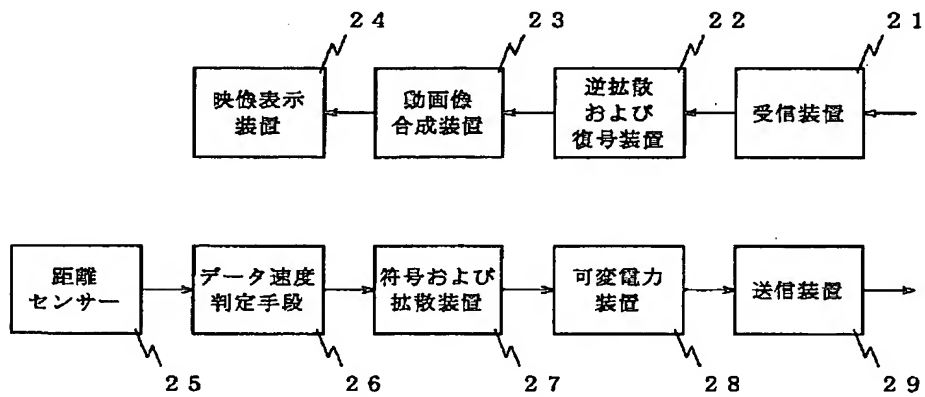 24
23
22
21
映像表示
装置
動画像
合成装置
逆拡散
および
復号装置
受信装置
距離
センサー
データ速度
判定手段
符号および
拡散装置
可変電力
装置
送信装置
25
26
27
28
29